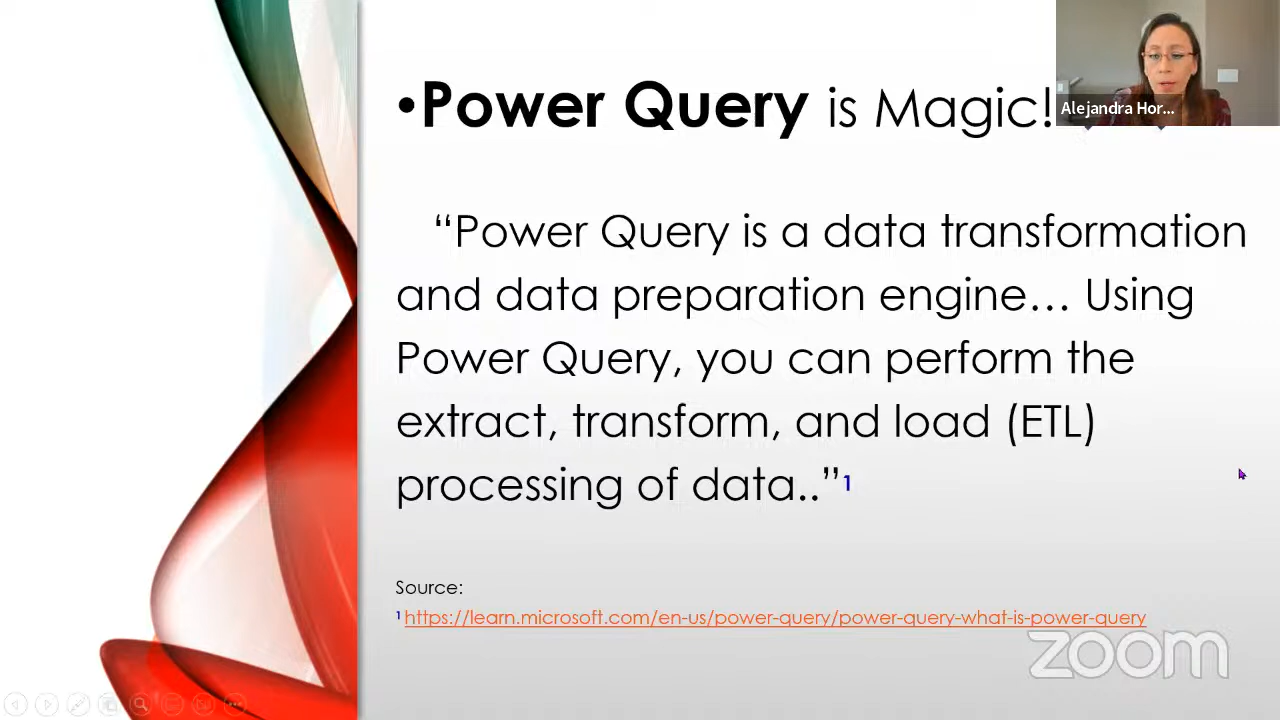 •Power Query is Magic!
Alejandra Hor...
“Power Query is a data transformation
and data preparation engine… Using
Power Query, you can perform the
extract, transform, and load (ETL)
processing of data..”1
Source:
1 https://learn.microsoft.com/en-us/power-query/power-query-what-is-power-query
zoom